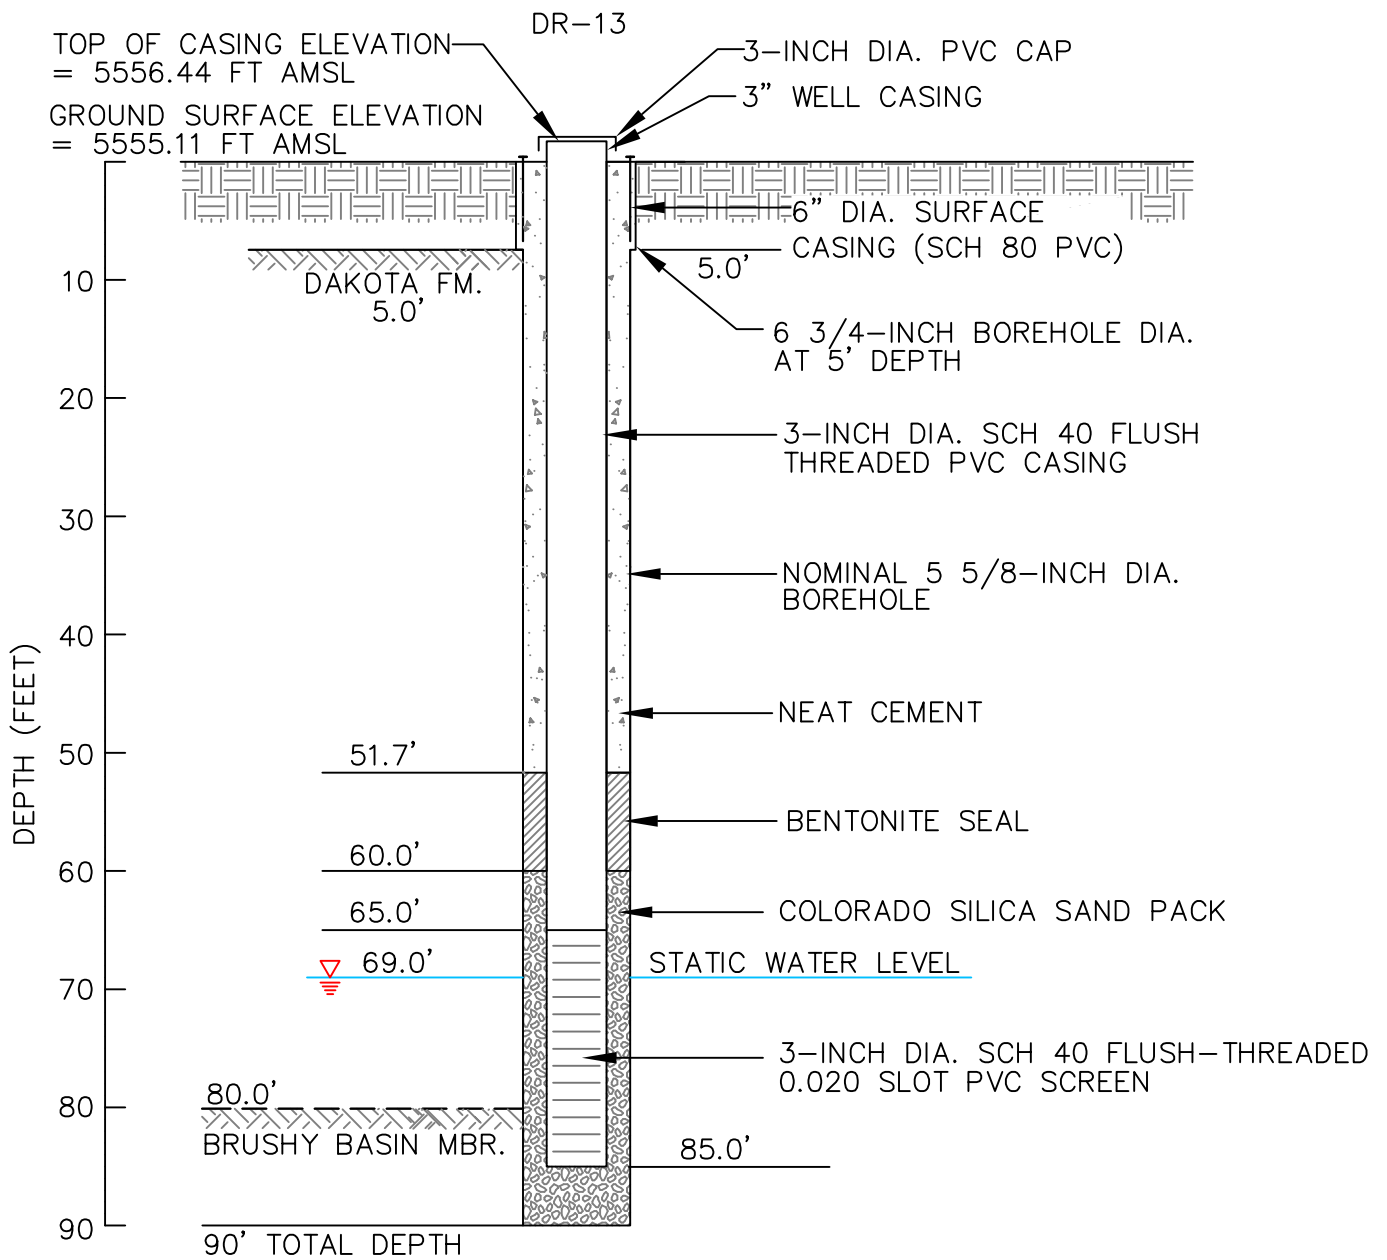 DR-13
TOP OF CASING ELEVATION
= 5556.44 FT AMSL
GROUND SURFACE ELEVATION
= 5555.11 FT AMSL
3-INCH DIA. PVC CAP
3" WELL CASING
6" DIA. SURFACE
CASING (SCH 80 PVC)
5.0'
DAKOTA FM.
5.0'
6 3/4-INCH BOREHOLE DIA.
AT 5' DEPTH
3-INCH DIA. SCH 40 FLUSH
THREADED PVC CASING
NOMINAL 5 5/8-INCH DIA.
BOREHOLE
NEAT CEMENT
51.7'
BENTONITE SEAL
60.0'
COLORADO SILICA SAND PACK
65.0'
69.0'
STATIC WATER LEVEL
3-INCH DIA. SCH 40 FLUSH-THREADED
0.020 SLOT PVC SCREEN
80.0'
BRUSHY BASIN MBR.
85.0'
90' TOTAL DEPTH
DEPTH (FEET)
10
20
30
40
50
60
70
80
90